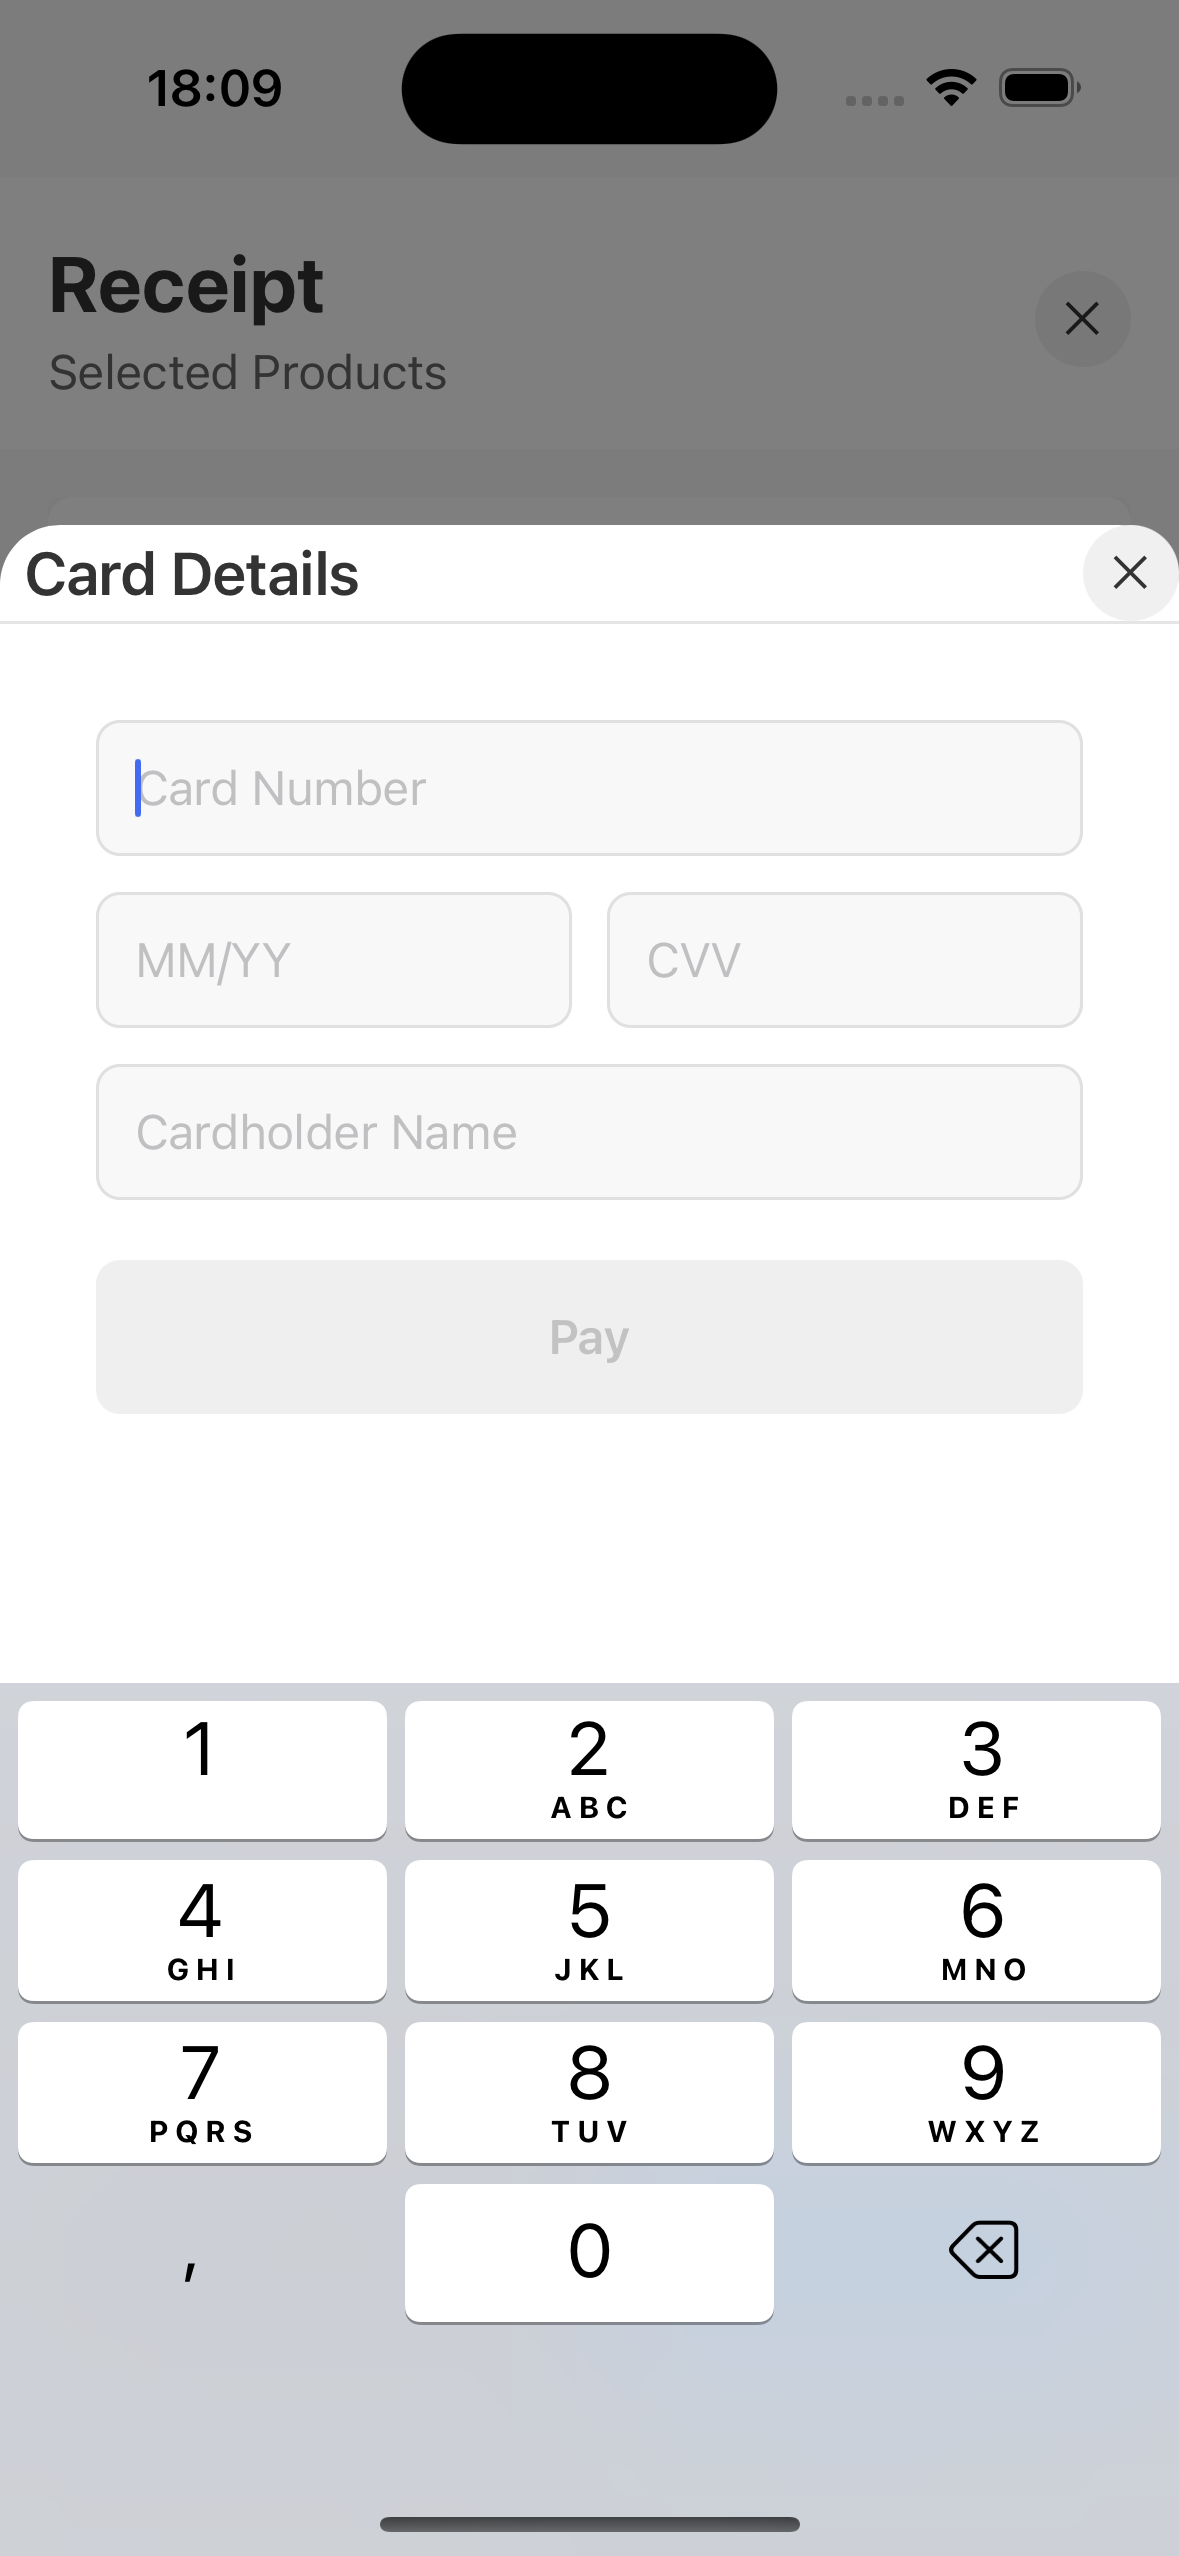 18:09
Receipt
Selected Products
Card Details
Card Number
MM/YY CVV
Cardholder Name
Pay
1 2 3
ABC DEF
4 5 6
GHI JKL MNO
7 8 9
PQRS TUV WXYZ
, 0